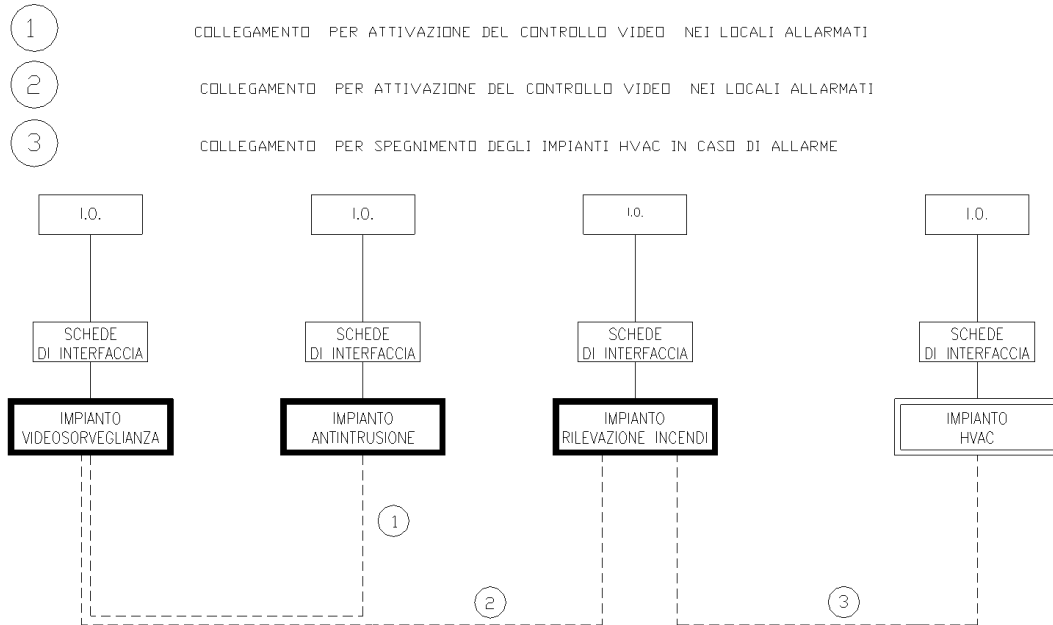 1 COLLEGAMENTO PER ATTIVAZIONE DEL CONTROLLO VIDEO NEI LOCALI ALLARMATI
2 COLLEGAMENTO PER ATTIVAZIONE DEL CONTROLLO VIDEO NEI LOCALI ALLARMATI
3 COLLEGAMENTO PER SPEGNIMENTO DEGLI IMPIANTI HVAC IN CASO DI ALLARME
I.O.
I.O.
I.O.
I.O.
SCHEDE
DI INTERFACCIA
SCHEDE
DI INTERFACCIA
SCHEDE
DI INTERFACCIA
SCHEDE
DI INTERFACCIA
IMPIANTO
VIDEOSORVEGLIANZA
IMPIANTO
ANTINTRUSIONE
IMPIANTO
RILEVAZIONE INCENDI
IMPIANTO
HVAC
1
2
3